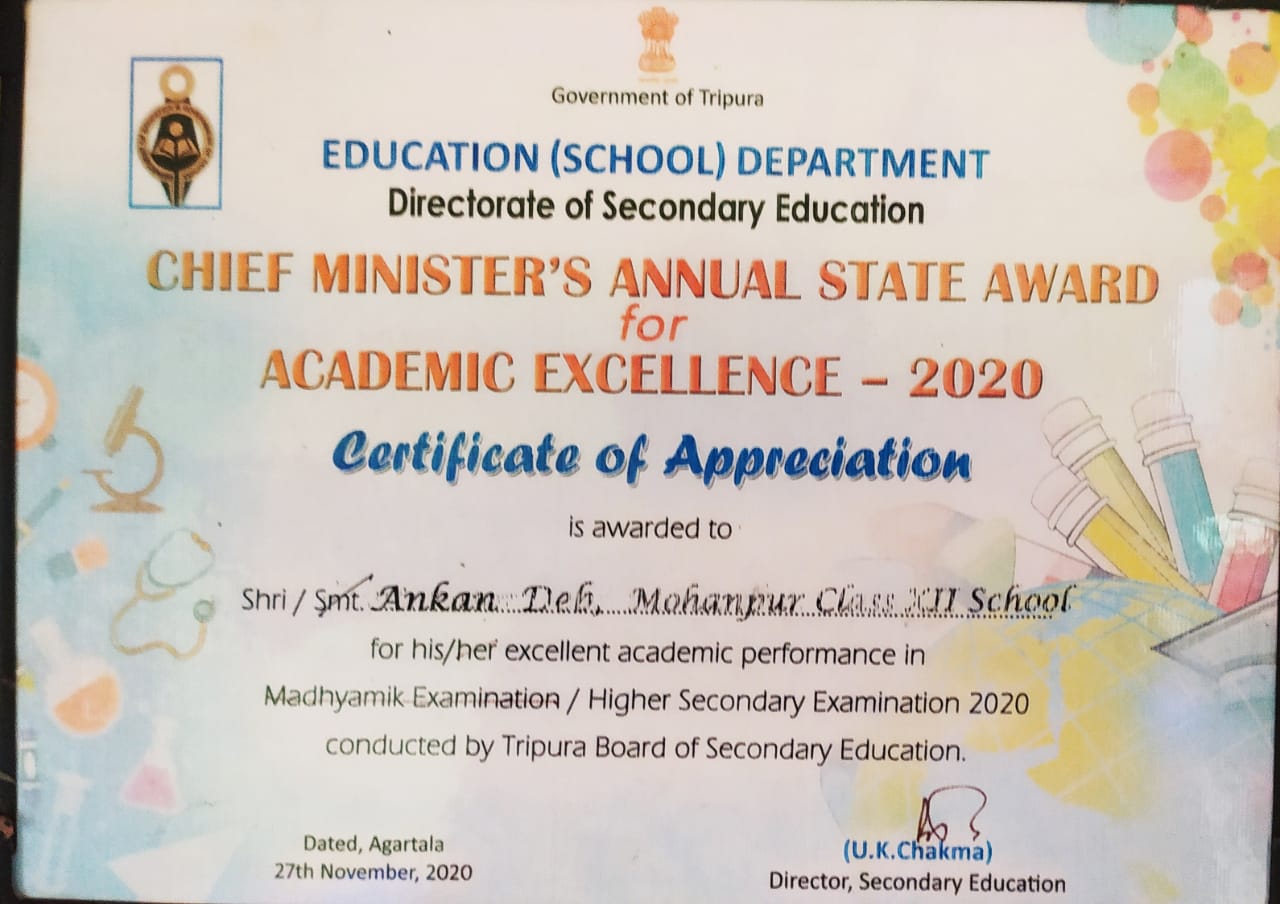 Government of Tripura
EDUCATION (SCHOOL) DEPARTMENT
Directorate of Secondary Education
CHIEF MINISTER'S ANNUAL STATE AWARD
for
ACADEMIC EXCELLENCE – 2020
Certificate of Appreciation
is awarded to
Shri / Smt. Ankan Deb, Mohanpur Class XII School
for his/her excellent academic performance in
Madhyamik Examination / Higher Secondary Examination 2020
conducted by Tripura Board of Secondary Education.
Dated, Agartala
27th November, 2020
(U.K.Chakma)
Director, Secondary Education